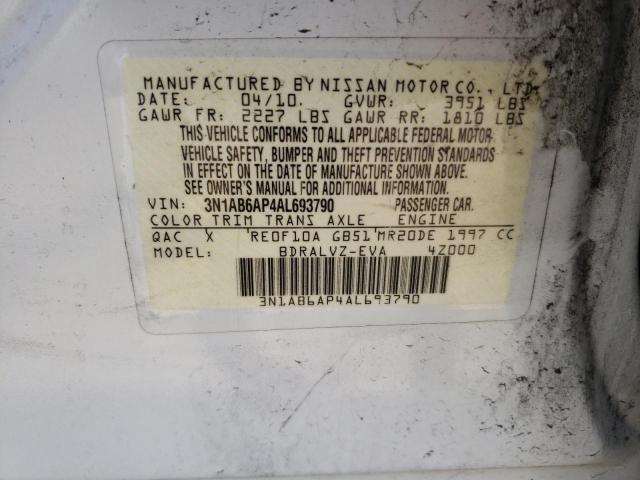 MANUFACTURED BY NISSAN MOTOR CO., LTD.
DATE: 04/10. GVWR: 3951 LBS
GAWR FR: 2227 LBS GAWR RR: 1810 LBS
THIS VEHICLE CONFORMS TO ALL APPLICABLE FEDERAL MOTOR
VEHICLE SAFETY, BUMPER AND THEFT PREVENTION STANDARDS
IN EFFECT ON THE DATE OF MANUFACTURE SHOWN ABOVE.
SEE OWNER'S MANUAL FOR ADDITIONAL INFORMATION.
VIN: 3N1AB6AP4AL693790 PASSENGER CAR.
COLOR TRIM TRANS AXLE ENGINE
QAC X 'RE0F10A GB51'MR20DE 1997 CC
MODEL: BDRALVZ-EVA 4Z000
3N1AB6AP4AL693790